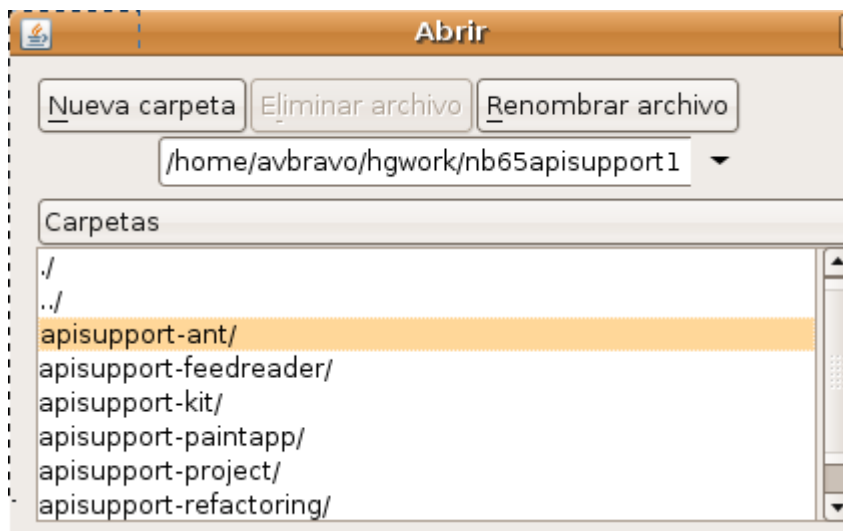 Abrir
Nueva carpeta Eliminar archivo Renombrar archivo
/home/avbravo/hgwork/nb65apisupport1
Carpetas
./
../
apisupport-ant/
apisupport-feedreader/
apisupport-kit/
apisupport-paintapp/
apisupport-project/
apisupport-refactoring/